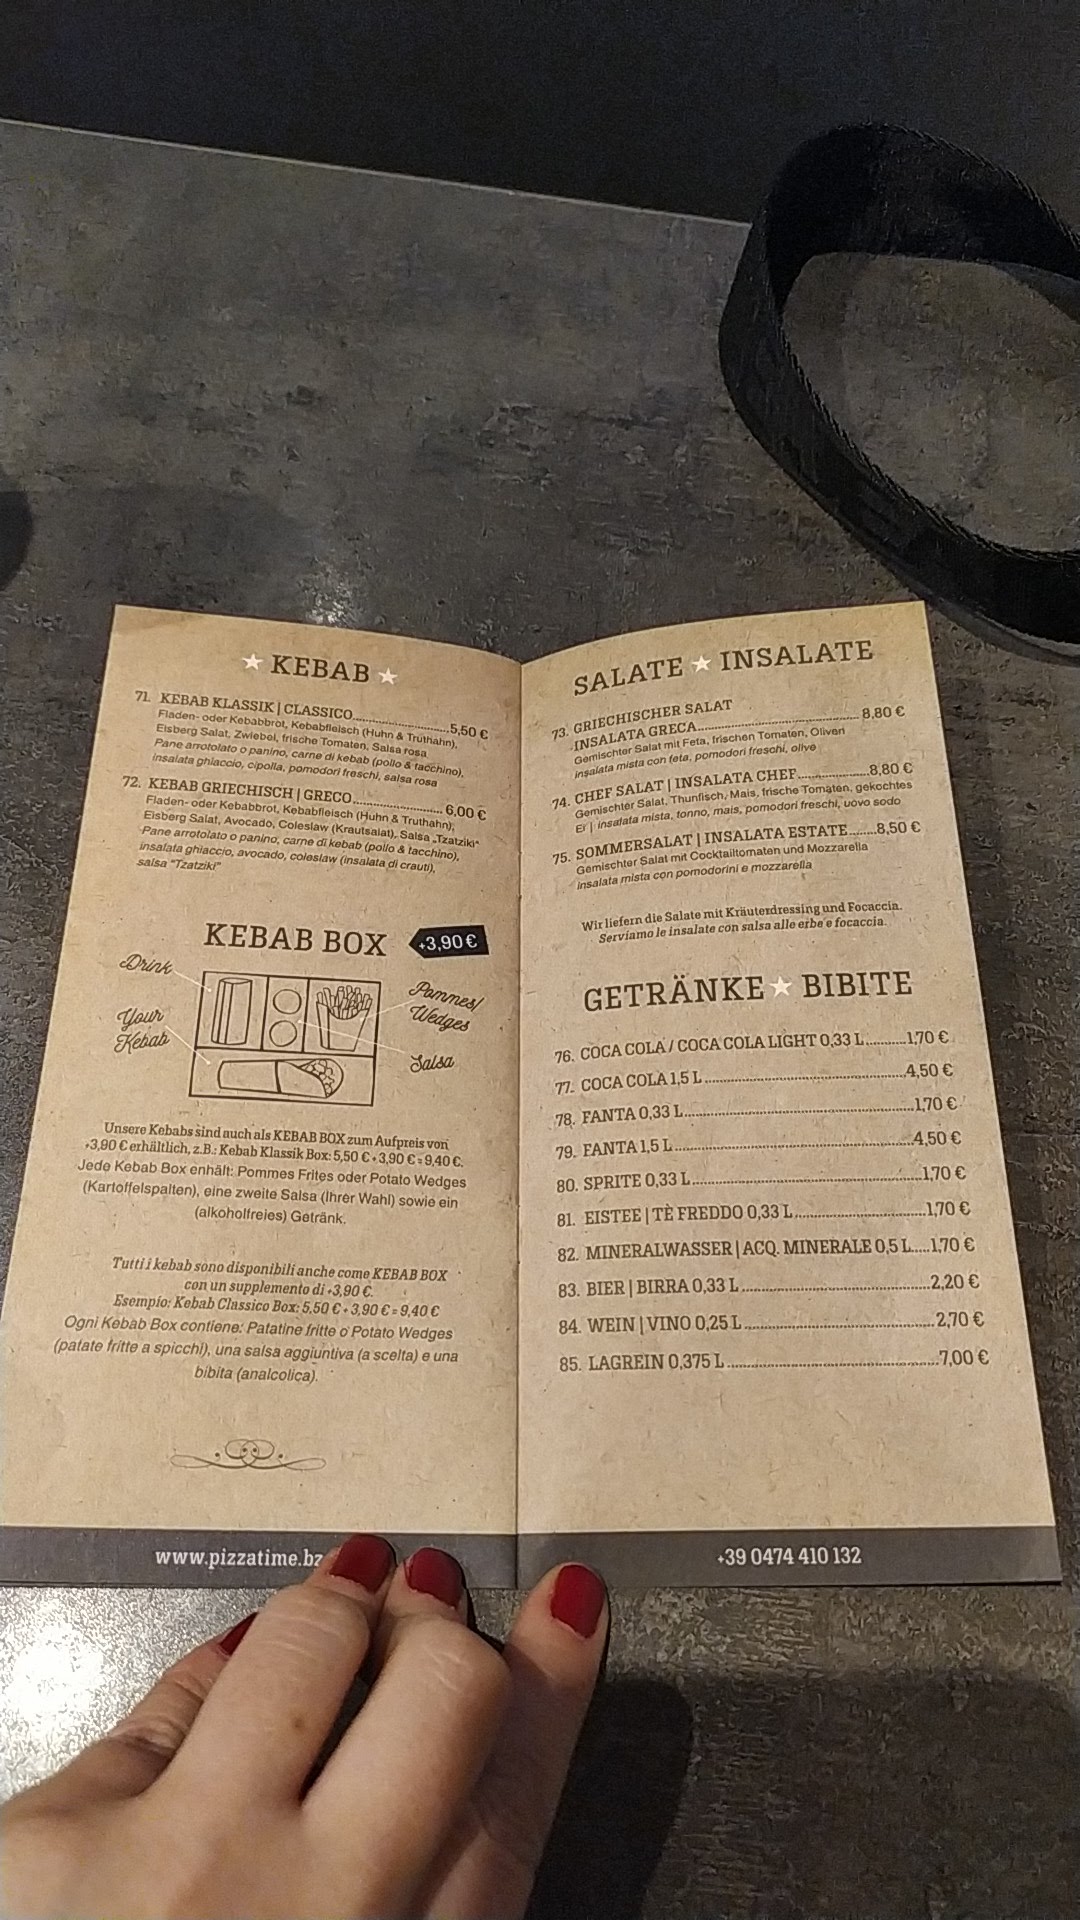 KEBAB
71. KEBAB KLASSIK | CLASSICO 5,50 €
Fladen- oder Kebabbrot, Kebabfleisch (Huhn & Truthahn),
Eisberg Salat, Zwiebel, frische Tomaten, Salsa rosa
Pane arrotolato o panino, carne di kebab (pollo & tacchino),
insalata ghiaccio, cipolla, pomodori freschi, salsa rosa
72. KEBAB GRIECHISCH | GRECO 6,00 €
Fladen- oder Kebabbrot, Kebabfleisch (Huhn & Truthahn),
Eisberg Salat, Avocado, Coleslaw (Krautsalat), Salsa „Tzatziki“
Pane arrotolato o panino, carne di kebab (pollo & tacchino),
insalata ghiaccio, avocado, coleslaw (insalata di crauti),
salsa "Tzatziki"
KEBAB BOX +3,90 €
Drink
Your
Kebab
Pommes/
Wedges
Salsa
Unsere Kebabs sind auch als KEBAB BOX zum Aufpreis von
+3,90 € erhältlich, z.B.: Kebab Klassik Box: 5,50 € + 3,90 € = 9,40 €.
Jede Kebab Box enhält: Pommes Frites oder Potato Wedges
(Kartoffelspalten), eine zweite Salsa (Ihrer Wahl) sowie ein
(alkoholfreies) Getränk.
Tutti i kebab sono disponibili anche come KEBAB BOX
con un supplemento di +3,90 €.
Esempio: Kebab Classico Box: 5,50 € + 3,90 € = 9,40 €
Ogni Kebab Box contiene: Patatine fritte o Potato Wedges
(patate fritte a spicchi), una salsa aggiuntiva (a scelta) e una
bibita (analcolica).
www.pizzatime.bz
SALATE INSALATE
73. GRIECHISCHER SALAT
INSALATA GRECA 8,80 €
Gemischter Salat mit Feta, frischen Tomaten, Oliven
insalata mista con feta, pomodori freschi, olive
74. CHEF SALAT | INSALATA CHEF 8,80 €
Gemischter Salat, Thunfisch, Mais, frische Tomaten, gekochtes
Ei | insalata mista, tonno, mais, pomodori freschi, uovo sodo
75. SOMMERSALAT | INSALATA ESTATE 8,50 €
Gemischter Salat mit Cocktailtomaten und Mozzarella
insalata mista con pomodorini e mozzarella
Wir liefern die Salate mit Kräuterdressing und Focaccia.
Serviamo le insalate con salsa alle erbe e focaccia.
GETRÄNKE BIBITE
76. COCA COLA / COCA COLA LIGHT 0,33 L 1,70 €
77. COCA COLA 1,5 L 4,50 €
78. FANTA 0,33 L 1,70 €
79. FANTA 1,5 L 4,50 €
80. SPRITE 0,33 L 1,70 €
81. EISTEE | TÈ FREDDO 0,33 L 1,70 €
82. MINERALWASSER | ACQ. MINERALE 0,5 L 1,70 €
83. BIER | BIRRA 0,33 L 2,20 €
84. WEIN | VINO 0,25 L 2,70 €
85. LAGREIN 0,375 L 7,00 €
+39 0474 410 132